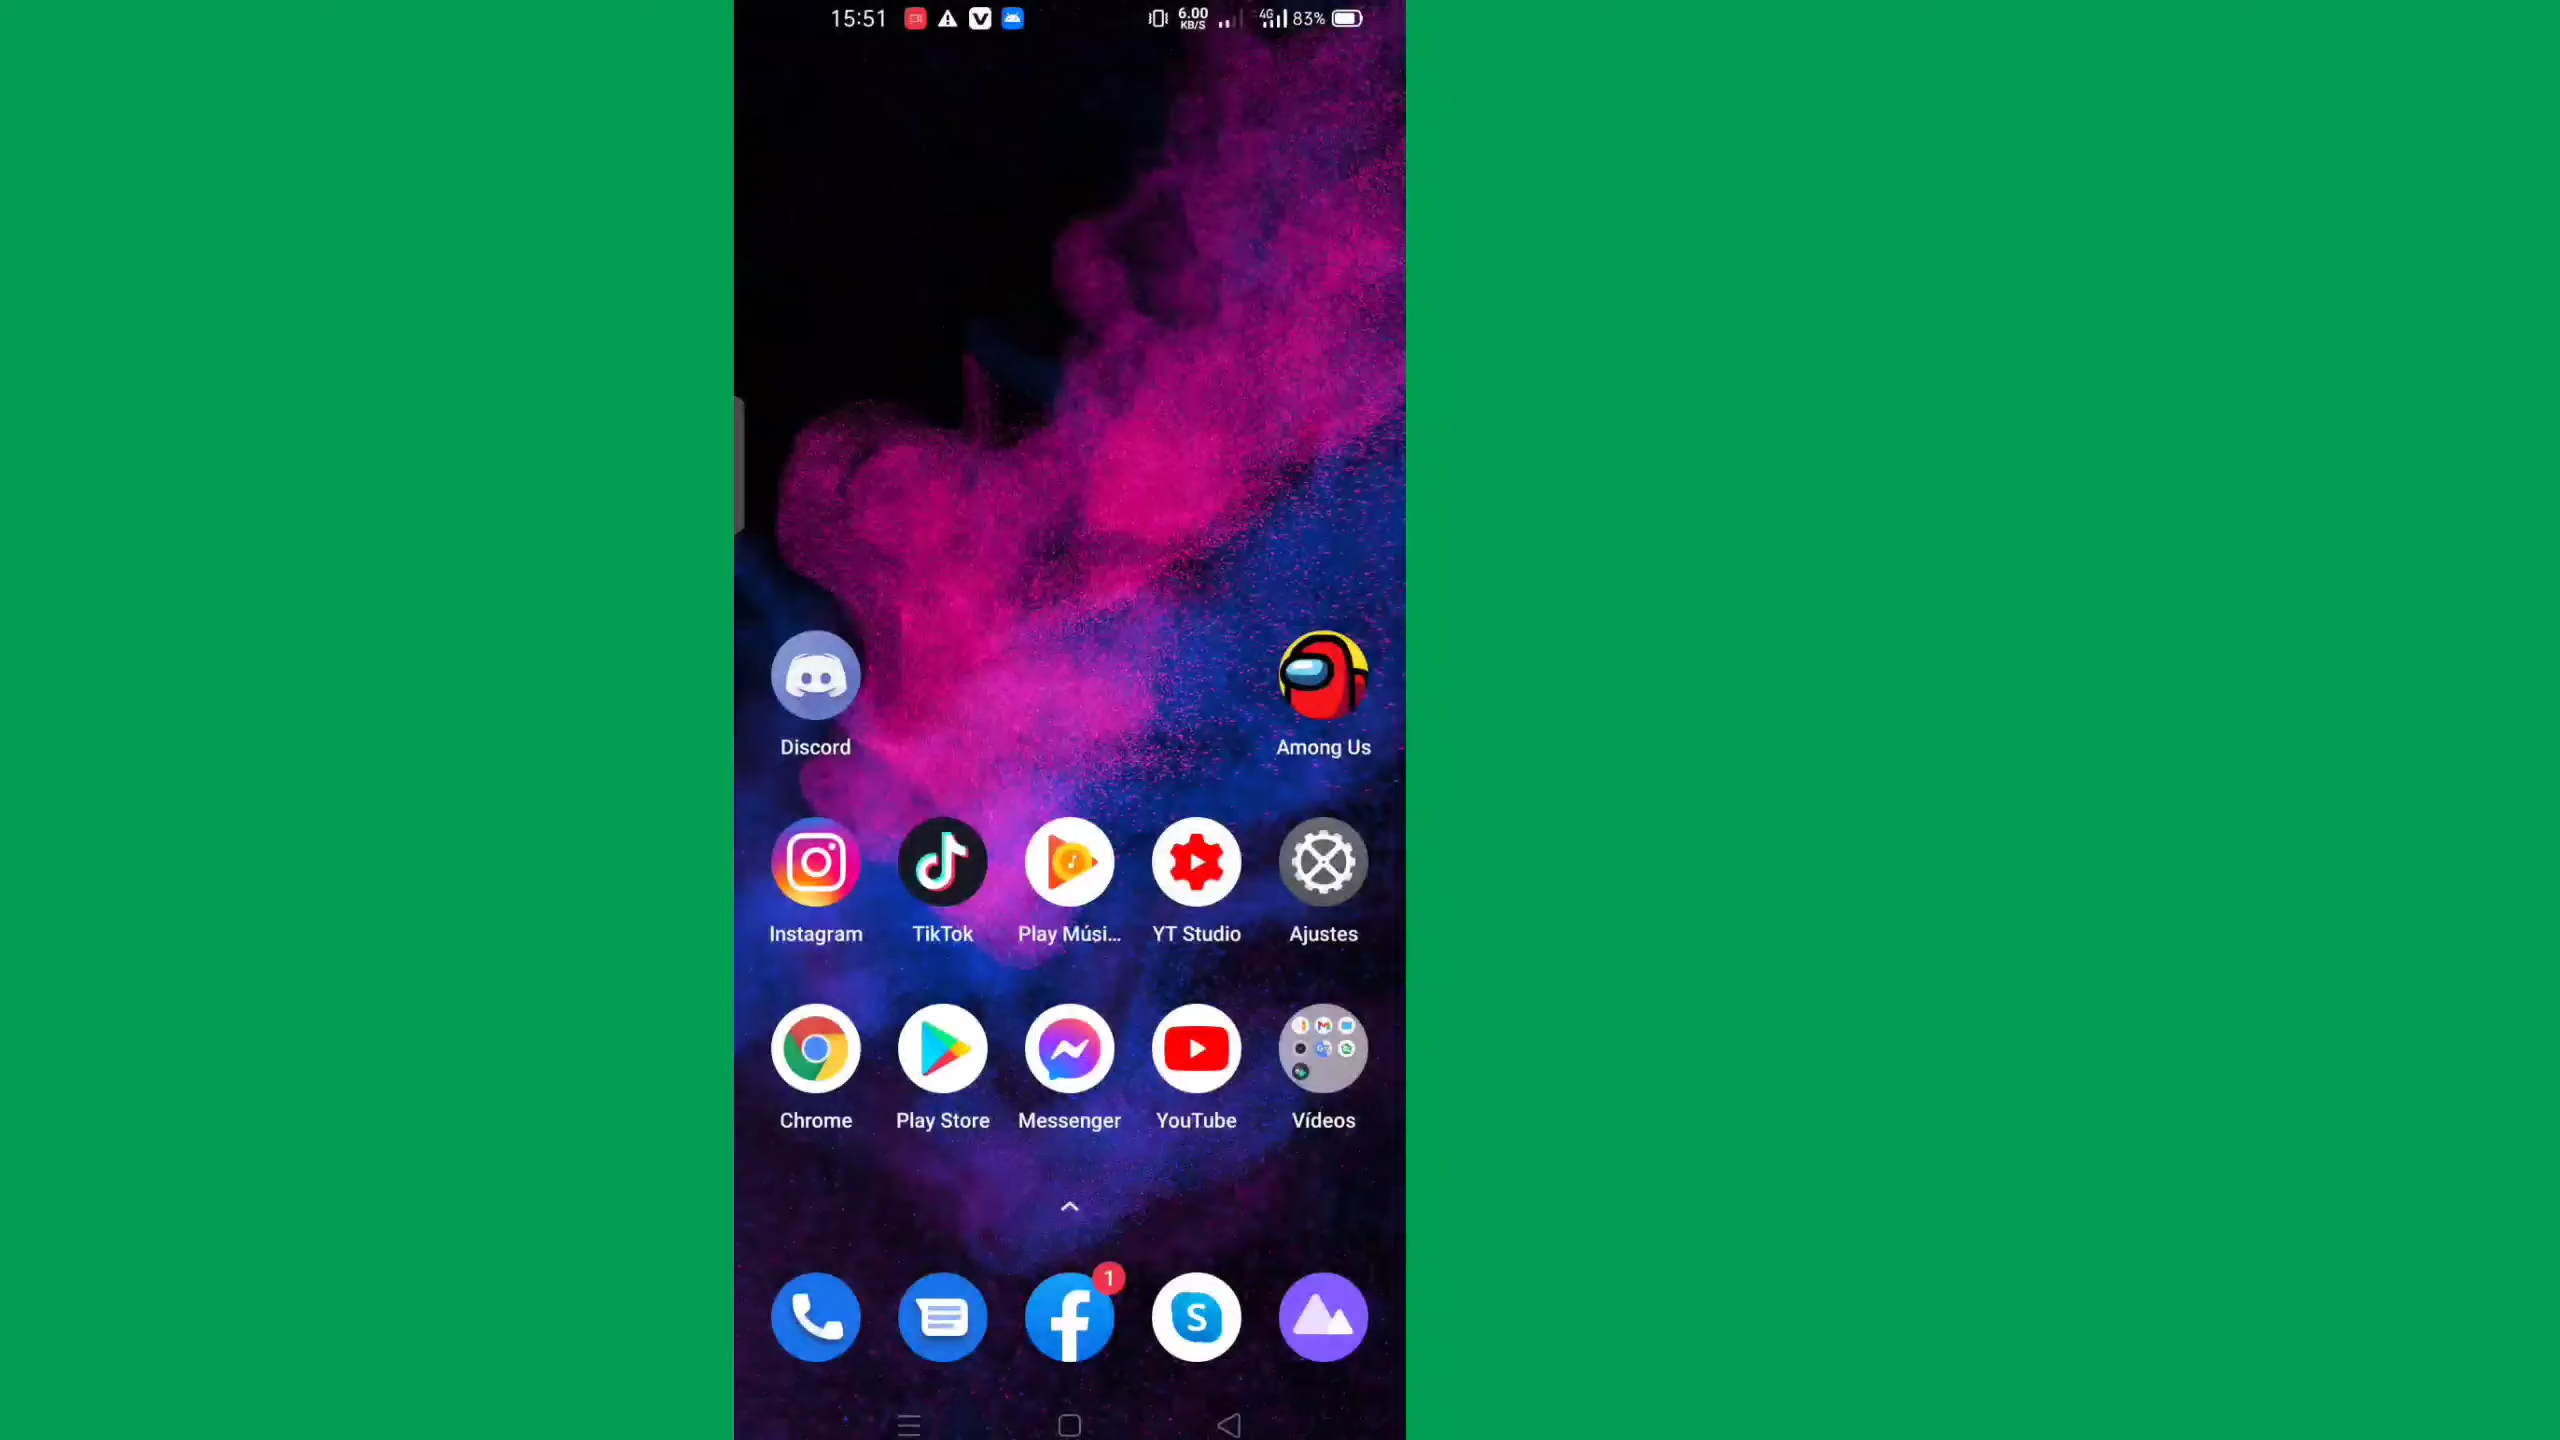 15:51 6.00 KB/S 4G 83%
Discord Among Us
Instagram TikTok Play Músi... YT Studio Ajustes
Chrome Play Store Messenger YouTube Vídeos
1